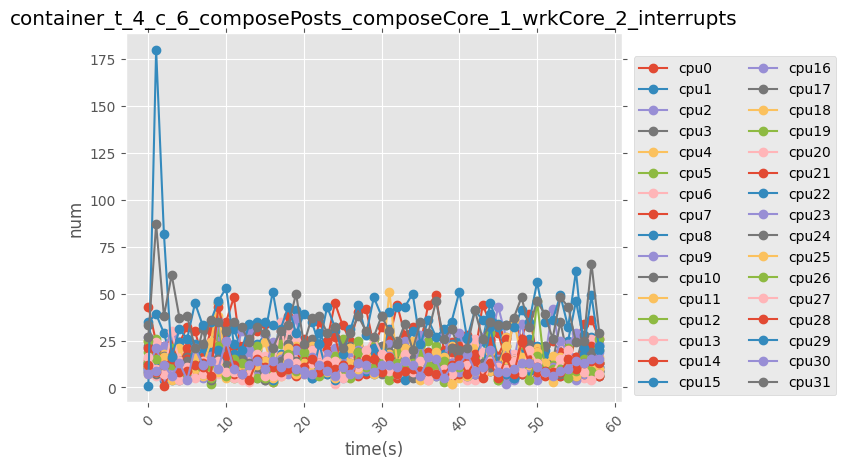 container_t_4_c_6_composePosts_composeCore_1_wrkCore_2_interrupts
175
150
125
100
75
50
25
0
num
0
10
20
30
40
50
60
time(s)
cpu0
cpu1
cpu2
cpu3
cpu4
cpu5
cpu6
cpu7
cpu8
cpu9
cpu10
cpu11
cpu12
cpu13
cpu14
cpu15
cpu16
cpu17
cpu18
cpu19
cpu20
cpu21
cpu22
cpu23
cpu24
cpu25
cpu26
cpu27
cpu28
cpu29
cpu30
cpu31